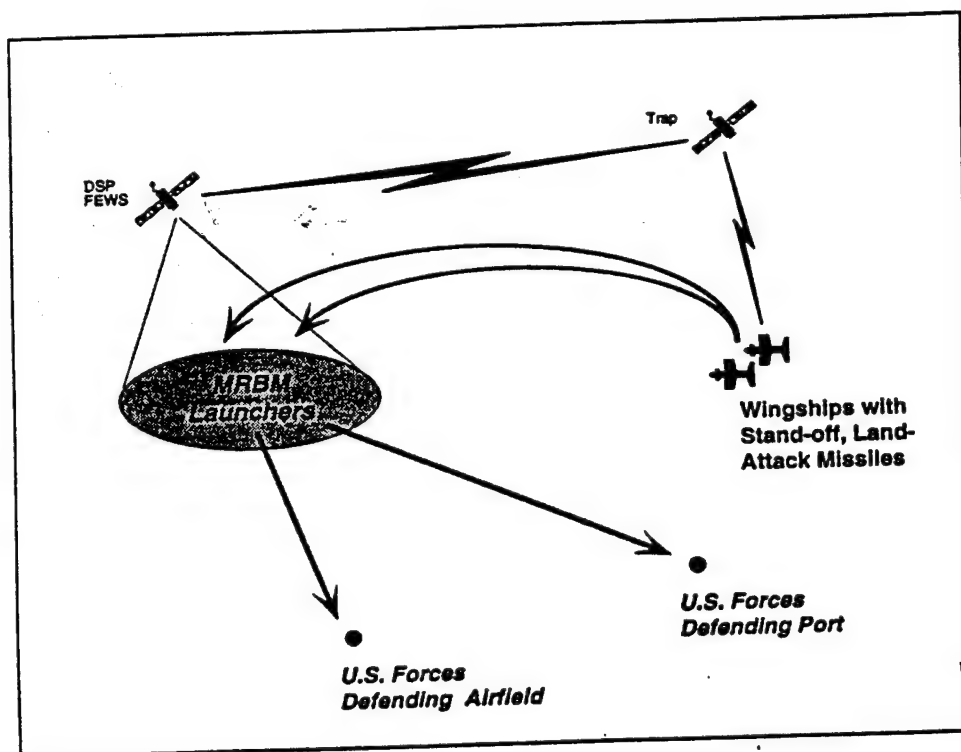 Trap
DSP
FEWS
MRBM
Launchers
Wingships with
Stand-off, Land-
Attack Missiles
U.S. Forces
Defending Port
U.S. Forces
Defending Airfield